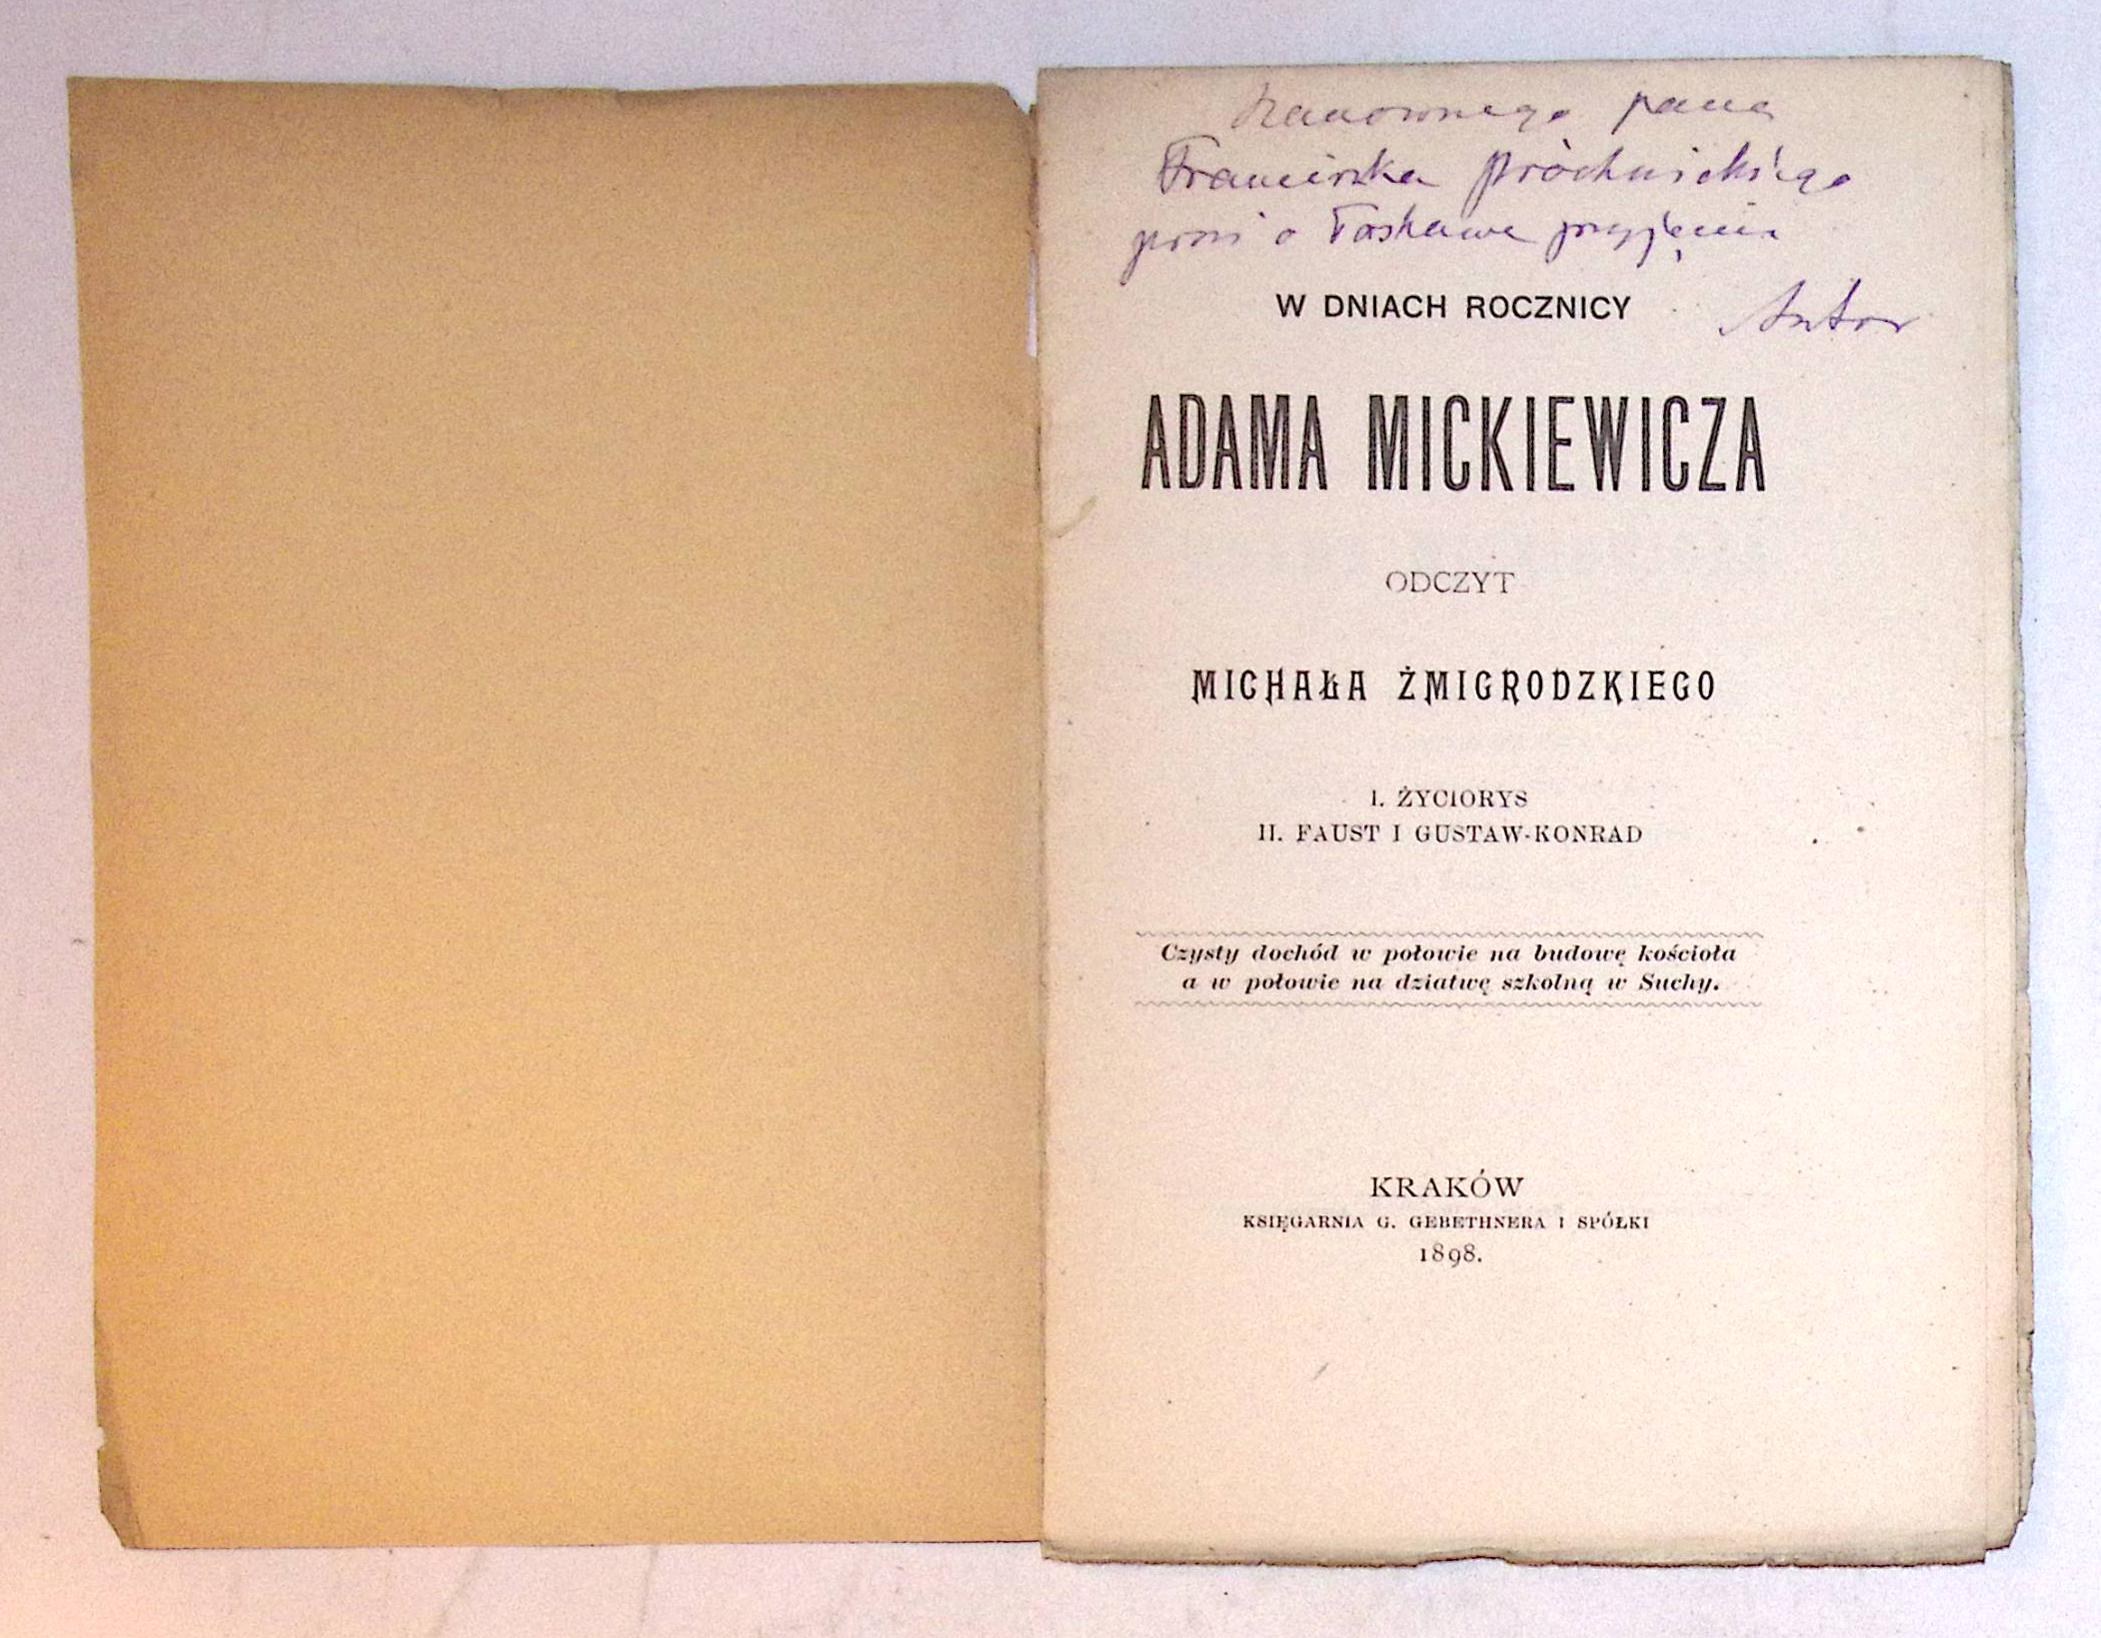 Szanownego pana
Franciszka Próchnickiego
prosi o łaskawe przyjęcie
Autor
W DNIACH ROCZNICY
ADAMA MICKIEWICZA
ODCZYT
MICHAŁA ŻMIGRODZKIEGO
I. ŻYCIORYS
II. FAUST I GUSTAW-KONRAD
Czysty dochód w połowie na budowę kościoła
a w połowie na dziatwę szkolną w Suchy.
KRAKÓW
KSIĘGARNIA G. GEBETHNERA I SPÓŁKI
1898.